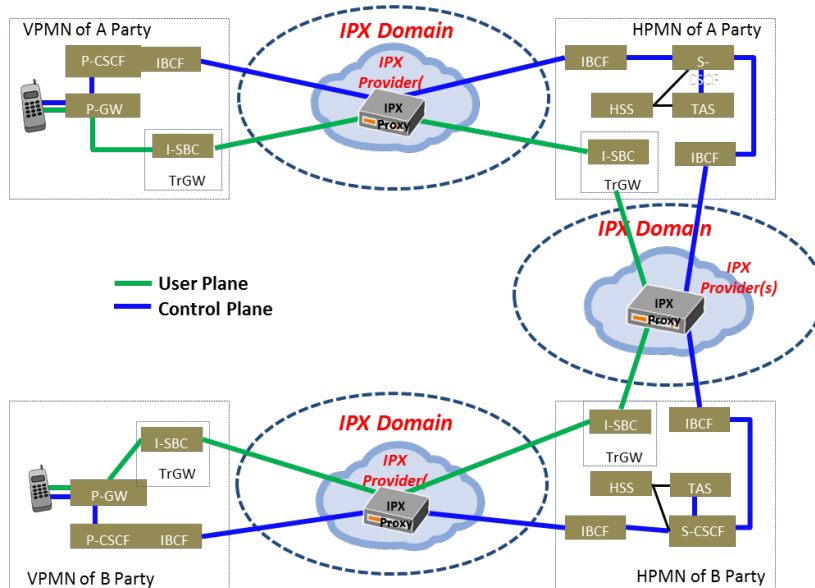 VPMN of A Party
IPX Domain
HPMN of A Party
P-CSCF
IBCF
IPX
Provider(
IBCF
S-
CSCF
P-GW
IPX
Proxy
HSS
TAS
I-SBC
I-SBC
IBCF
TrGW
TrGW
IPX Domain
IPX
Provider(s)
User Plane
Control Plane
IPX
Proxy
IPX Domain
I-SBC
I-SBC
IBCF
TrGW
IPX
Provider(
TrGW
P-GW
IPX
Proxy
HSS
TAS
P-CSCF
IBCF
IBCF
S-CSCF
VPMN of B Party
HPMN of B Party